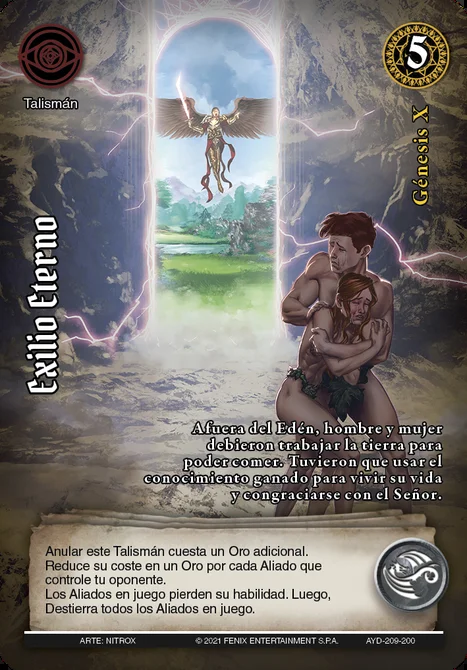 5
Talismán
Génesis X
Exilio Eterno
Afuera del Edén, hombre y mujer
debieron trabajar la tierra para
poder comer. Tuvieron que usar el
conocimiento ganado para vivir su vida
y congraciarse con el Señor.
Anular este Talismán cuesta un Oro adicional.
Reduce su coste en un Oro por cada Aliado que
controle tu oponente.
Los Aliados en juego pierden su habilidad. Luego,
Destierra todos los Aliados en juego.
ARTE: NITROX
© 2021 FENIX ENTERTAINMENT S.P.A.
AYD-209-200